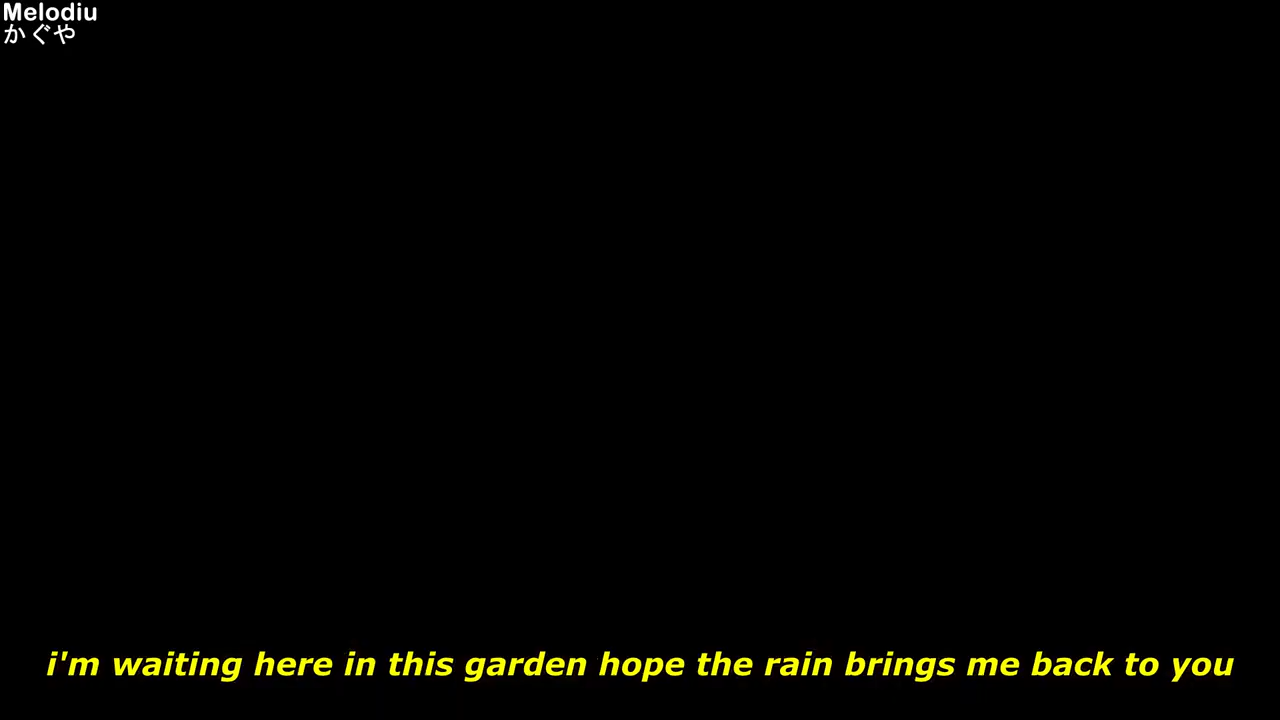 Melodiu
かぐや
i'm waiting here in this garden hope the rain brings me back to you